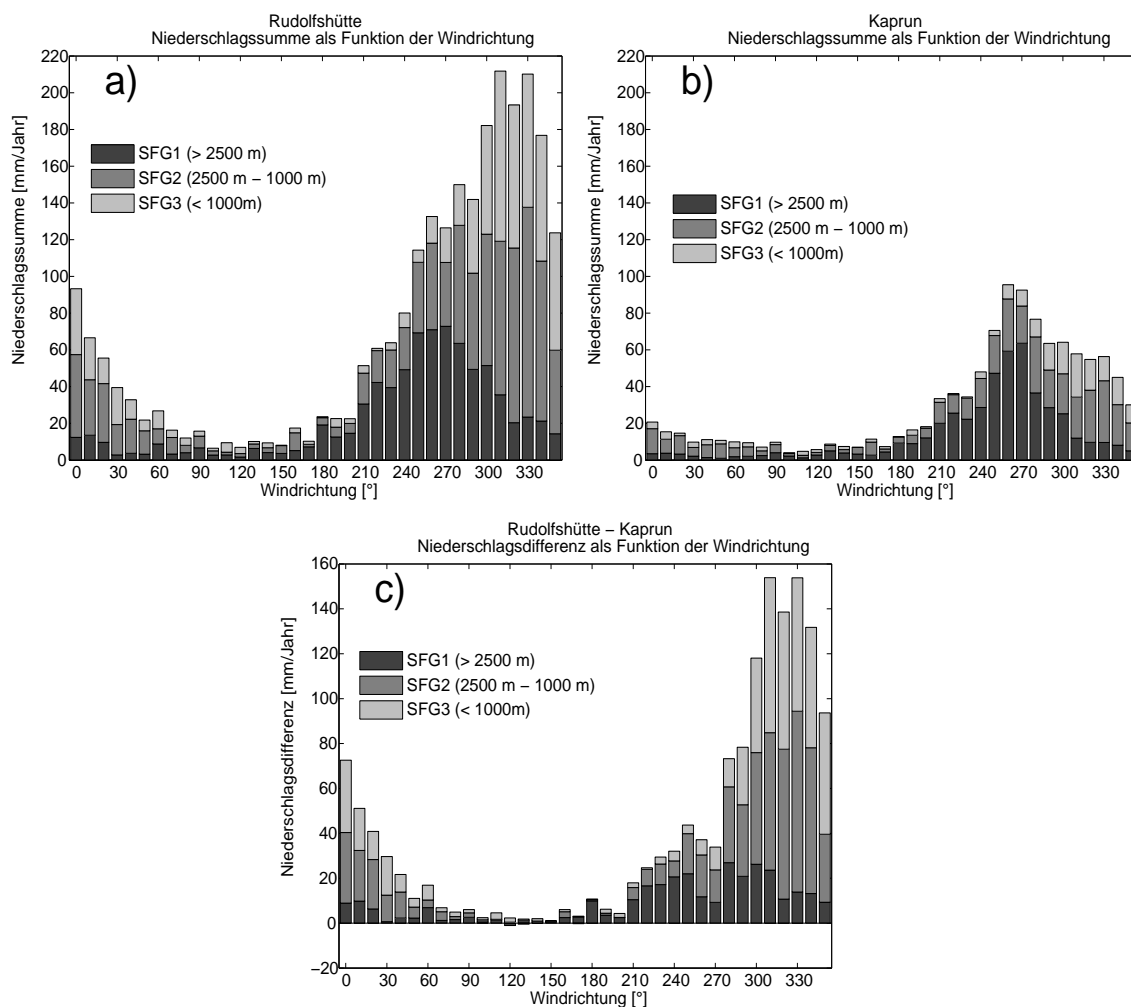 Rudolfshütte
Niederschlagssumme als Funktion der Windrichtung
a)
Niederschlagssumme [mm/Jahr]
220
200
180
160
140
120
100
80
60
40
20
0
SFG1 (> 2500 m)
SFG2 (2500 m − 1000 m)
SFG3 (< 1000m)
0 30 60 90 120 150 180 210 240 270 300 330
Windrichtung [°]
Kaprun
Niederschlagssumme als Funktion der Windrichtung
b)
Niederschlagssumme [mm/Jahr]
220
200
180
160
140
120
100
80
60
40
20
0
SFG1 (> 2500 m)
SFG2 (2500 m − 1000 m)
SFG3 (< 1000m)
0 30 60 90 120 150 180 210 240 270 300 330
Windrichtung [°]
Rudolfshütte − Kaprun
Niederschlagsdifferenz als Funktion der Windrichtung
c)
Niederschlagsdifferenz [mm/Jahr]
160
140
120
100
80
60
40
20
0
−20
SFG1 (> 2500 m)
SFG2 (2500 m − 1000 m)
SFG3 (< 1000m)
0 30 60 90 120 150 180 210 240 270 300 330
Windrichtung [°]